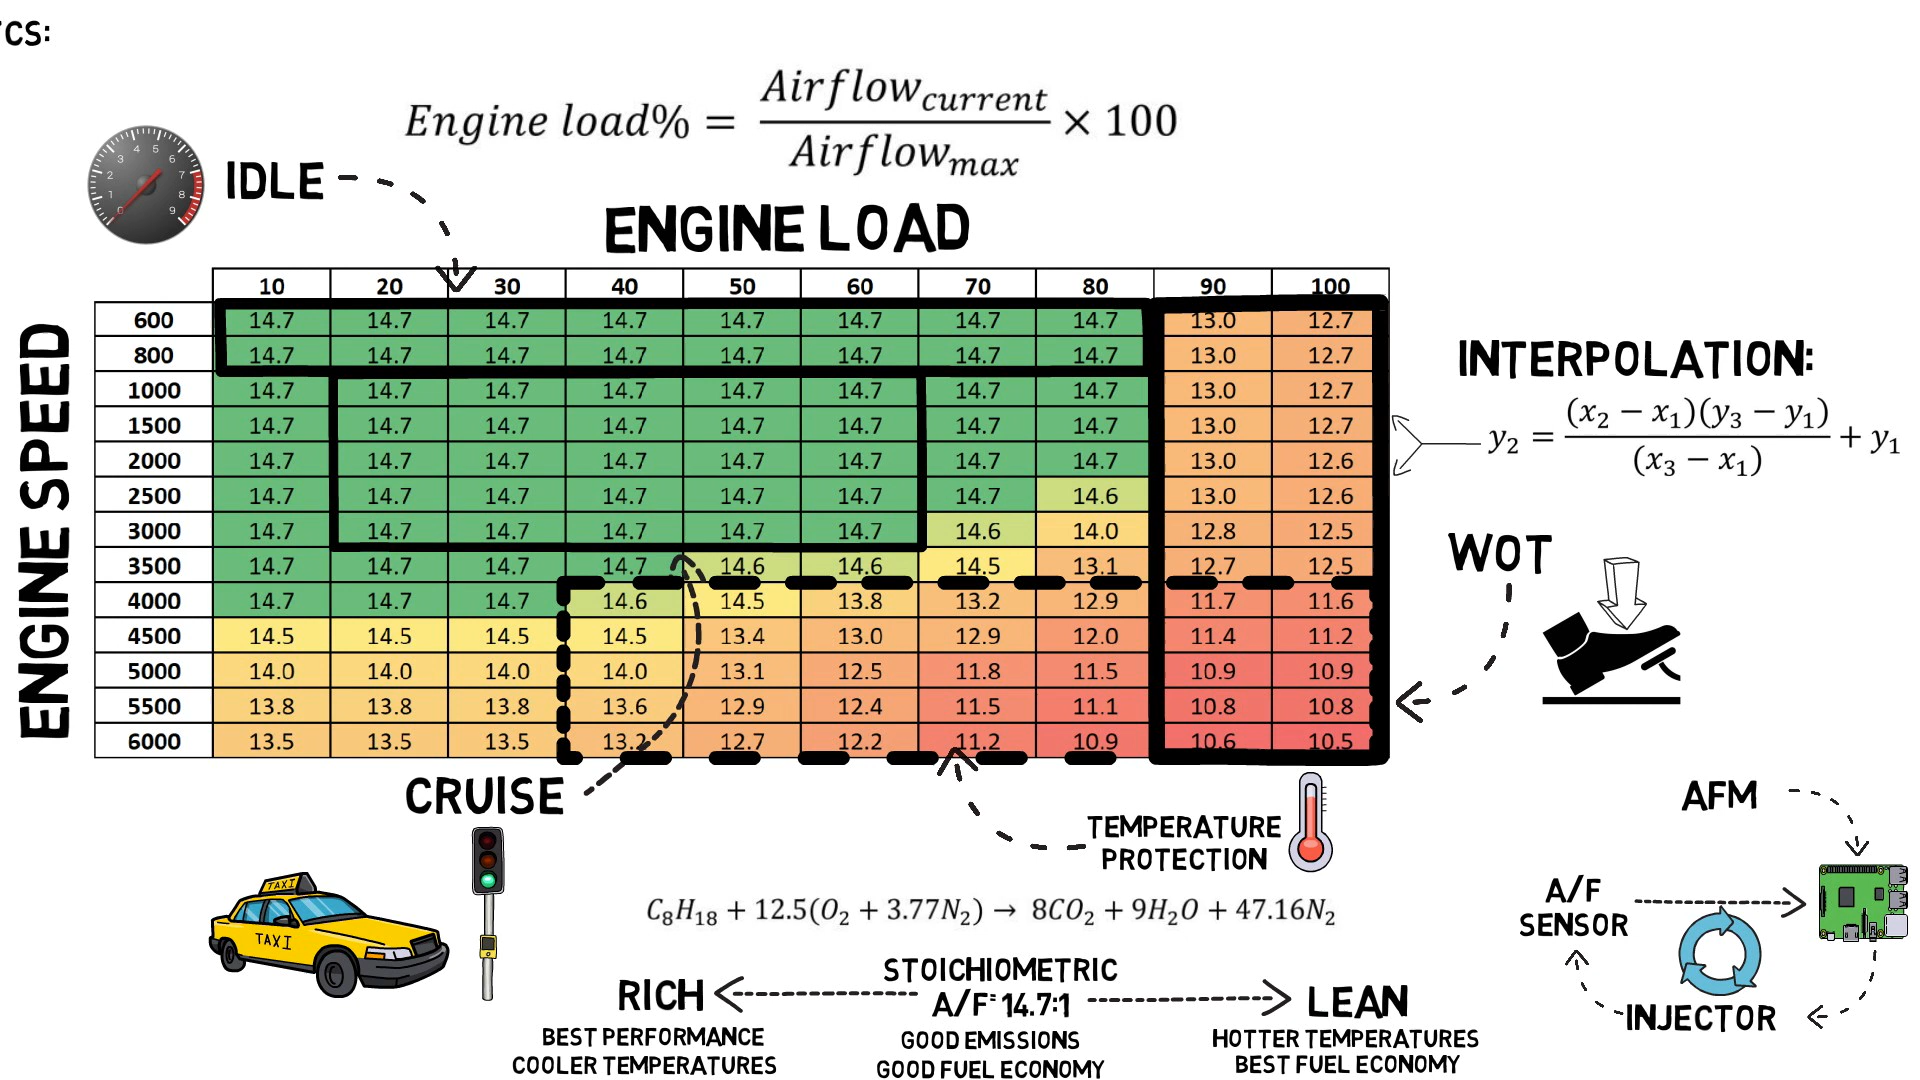 TCS:
Engine load% = Airflow_current / Airflow_max × 100
IDLE
ENGINE LOAD
10 20 30 40 50 60 70 80 90 100
ENGINE SPEED
600 14.7 14.7 14.7 14.7 14.7 14.7 14.7 14.7 13.0 12.7
800 14.7 14.7 14.7 14.7 14.7 14.7 14.7 14.7 13.0 12.7
1000 14.7 14.7 14.7 14.7 14.7 14.7 14.7 14.7 13.0 12.7
1500 14.7 14.7 14.7 14.7 14.7 14.7 14.7 14.7 13.0 12.7
2000 14.7 14.7 14.7 14.7 14.7 14.7 14.7 14.7 13.0 12.6
2500 14.7 14.7 14.7 14.7 14.7 14.7 14.7 14.6 13.0 12.6
3000 14.7 14.7 14.7 14.7 14.7 14.7 14.6 14.0 12.8 12.5
3500 14.7 14.7 14.7 14.7 14.6 14.6 14.5 13.1 12.7 12.5
4000 14.7 14.7 14.7 14.6 14.5 13.8 13.2 12.9 11.7 11.6
4500 14.5 14.5 14.5 14.5 13.4 13.0 12.9 12.0 11.4 11.2
5000 14.0 14.0 14.0 14.0 13.1 12.5 11.8 11.5 10.9 10.9
5500 13.8 13.8 13.8 13.6 12.9 12.4 11.5 11.1 10.8 10.8
6000 13.5 13.5 13.5 13.2 12.7 12.2 11.2 10.9 10.6 10.5
INTERPOLATION:
y₂ = (x₂ − x₁)(y₃ − y₁) / (x₃ − x₁) + y₁
WOT
CRUISE
TEMPERATURE
PROTECTION
TAXI
TAXI
C₈H₁₈ + 12.5(O₂ + 3.77N₂) → 8CO₂ + 9H₂O + 47.16N₂
RICH
BEST PERFORMANCE
COOLER TEMPERATURES
STOICHIOMETRIC
A/F=14.7:1
GOOD EMISSIONS
GOOD FUEL ECONOMY
LEAN
HOTTER TEMPERATURES
BEST FUEL ECONOMY
AFM
A/F
SENSOR
INJECTOR
0 1 2 3 4 5 6 7 8 9